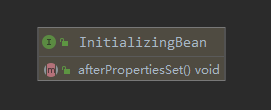 I InitializingBean
m afterPropertiesSet() void